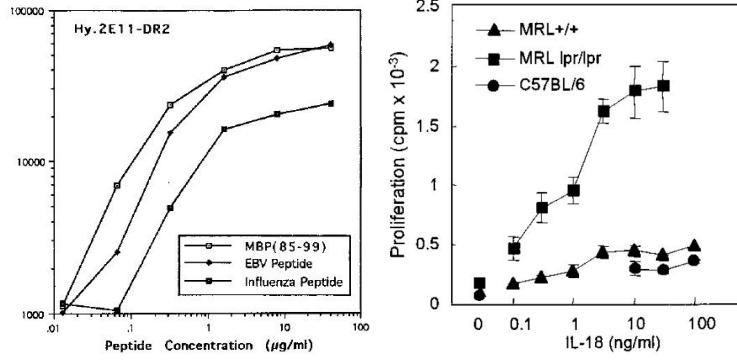 Hy.2E11-DR2
100000
10000
1000
MBP(85-99)
EBV Peptide
Influenza Peptide
.01 .1 1 10 100
Peptide Concentration (µg/ml)
Proliferation (cpm x 10⁻³)
2.5
2
1.5
1
0.5
0
MRL+/+
MRL lpr/lpr
C57BL/6
0 0.1 1 10 100
IL-18 (ng/ml)